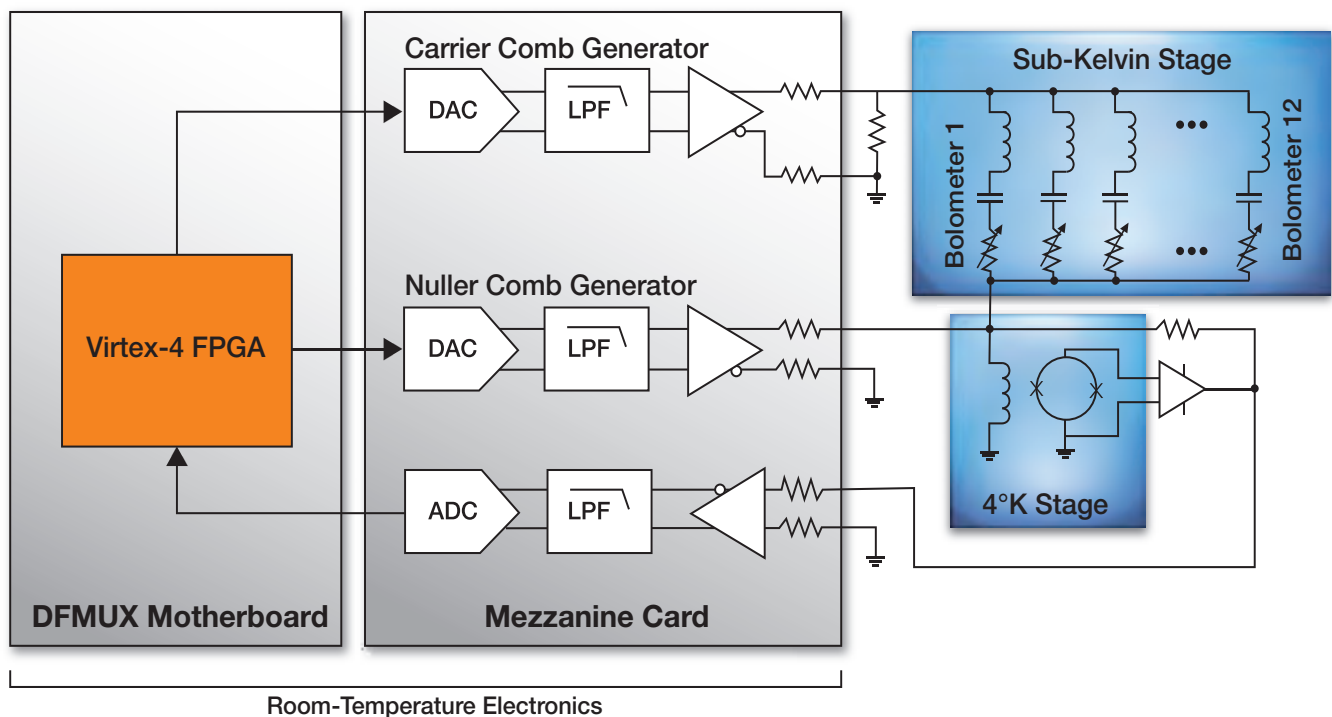 Carrier Comb Generator
DAC
LPF
Sub-Kelvin Stage
Bolometer 1
Bolometer 12
Virtex-4 FPGA
Nuller Comb Generator
DAC
LPF
ADC
LPF
4°K Stage
DFMUX Motherboard
Mezzanine Card
Room-Temperature Electronics